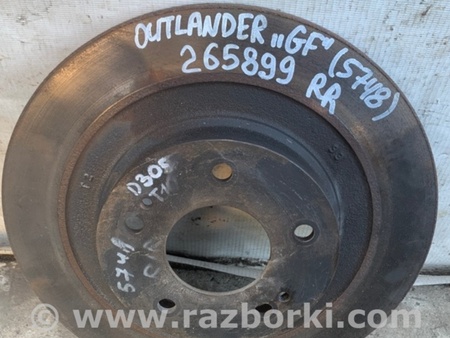 OUTLANDER „GF" (5748)
265899 RR
D305
5748
www.razborki.com